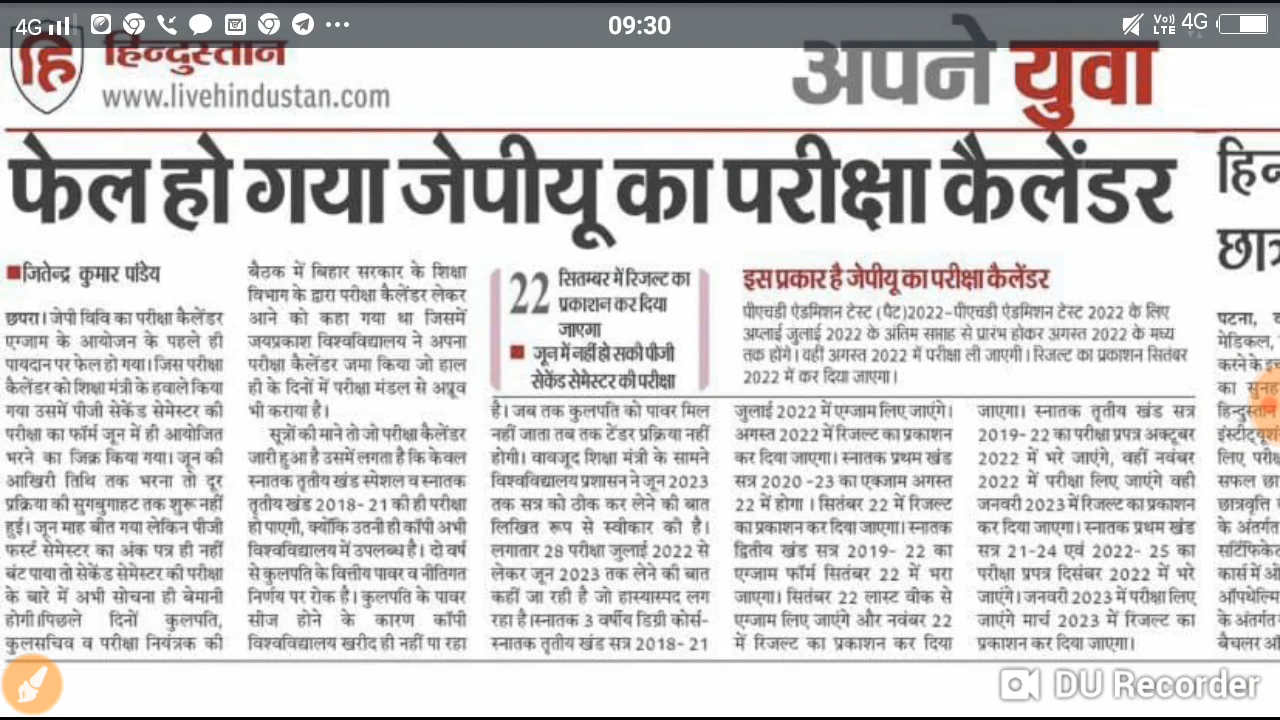 4G
09:30
Vo))
LTE
4G
हिन्दुस्तान
हि
www.livehindustan.com
अपने युवा
फेल हो गया जेपीयू का परीक्षा कैलेंडर
जितेन्द्र कुमार पांडेय
छपरा। जेपी विवि का परीक्षा कैलेंडर
एग्जाम के आयोजन के पहले ही
पायदान पर फेल हो गया। जिस परीक्षा
कैलेंडर को शिक्षा मंत्री के हवाले किया
गया उसमें पीजी सेकेंड सेमेस्टर की
परीक्षा का फॉर्म जून में ही आयोजित
भरने का जिक्र किया गया। जून की
आखिरी तिथि तक भरना तो दूर
प्रक्रिया की सुगबुगाहट तक शुरू नहीं
हुई। जून माह बीत गया लेकिन पीजी
फर्स्ट सेमेस्टर का अंक पत्र ही नहीं
बंट पाया तो सेकेंड सेमेस्टर की परीक्षा
के बारे में अभी सोचना ही बेमानी
होगी।पिछले दिनों कुलपति,
कुलसचिव व परीक्षा नियंत्रक की
बैठक में बिहार सरकार के शिक्षा
विभाग के द्वारा परीक्षा कैलेंडर लेकर
आने को कहा गया था जिसमें
जयप्रकाश विश्वविद्यालय ने अपना
परीक्षा कैलेंडर जमा किया जो हाल
ही के दिनों में परीक्षा मंडल से अप्रूव
भी कराया है।
सूत्रों की माने तो जो परीक्षा कैलेंडर
जारी हुआ है उसमें लगता है कि केवल
स्नातक तृतीय खंड स्पेशल व स्नातक
तृतीय खंड 2018- 21 की ही परीक्षा
हो पाएगी, क्योंकि उतनी ही कॉपी अभी
विश्वविद्यालय में उपलब्ध है। दो वर्ष
से कुलपति के वित्तीय पावर व नीतिगत
निर्णय पर रोक है। कुलपति के पावर
सीज होने के कारण कॉपी
विश्वविद्यालय खरीद ही नहीं पा रहा
22 सितम्बर में रिजल्ट का
प्रकाशन कर दिया
जाएगा
जून में नहीं हो सकी पीजी
सेकेंड सेमेस्टर की परीक्षा
है। जब तक कुलपति को पावर मिल
नहीं जाता तब तक टेंडर प्रक्रिया नहीं
होगी। वावजूद शिक्षा मंत्री के सामने
विश्वविद्यालय प्रशासन ने जून 2023
तक सत्र को ठीक कर लेने की बात
लिखित रूप से स्वीकार की है।
लगातार 28 परीक्षा जुलाई 2022 से
लेकर जून 2023 तक लेने की बात
कहीं जा रही है जो हास्यास्पद लग
रहा है।स्नातक 3 वर्षीय डिग्री कोर्स-
स्नातक तृतीय खंड सत्र 2018- 21
इस प्रकार है जेपीयू का परीक्षा कैलेंडर
पीएचडी ऐडमिशन टेस्ट (पैट)2022-पीएचडी ऐडमिशन टेस्ट 2022 के लिए
अप्लाई जुलाई 2022 के अंतिम सप्ताह से प्रारंभ होकर अगस्त 2022 के मध्य
तक होंगे। वही अगस्त 2022 में परीक्षा ली जाएगी। रिजल्ट का प्रकाशन सितंबर
2022 में कर दिया जाएगा।
जुलाई 2022 में एग्जाम लिए जाएंगे।
अगस्त 2022 में रिजल्ट का प्रकाशन
कर दिया जाएगा। स्नातक प्रथम खंड
सत्र 2020 -23 का एक्जाम अगस्त
22 में होगा । सितंबर 22 में रिजल्ट
का प्रकाशन कर दिया जाएगा। स्नातक
द्वितीय खंड सत्र 2019- 22 का
एग्जाम फॉर्म सितंबर 22 में भरा
जाएगा। सितंबर 22 लास्ट वीक से
एग्जाम लिए जाएंगे और नवंबर 22
में रिजल्ट का प्रकाशन कर दिया
जाएगा। स्नातक तृतीय खंड सत्र
2019- 22 का परीक्षा प्रपत्र अक्टूबर
2022 में भरे जाएंगे, वहीं नवंबर
2022 में परीक्षा लिए जाएंगे वही
जनवरी 2023 में रिजल्ट का प्रकाशन
कर दिया जाएगा। स्नातक प्रथम खंड
सत्र 21-24 एवं 2022- 25 का
परीक्षा प्रपत्र दिसंबर 2022 में भरे
जाएंगे। जनवरी 2023 में परीक्षा लिए
जाएंगे मार्च 2023 में रिजल्ट का
प्रकाशन कर दिया जाएगा।
पटना,
मेडिकल,
करने के
का
हिन्दुस्तान
लिए
सफल
छात्रवृत्ति
के अंतर्गत
कार्स में
के अंतर्गत
बैचलर
DU Recorder